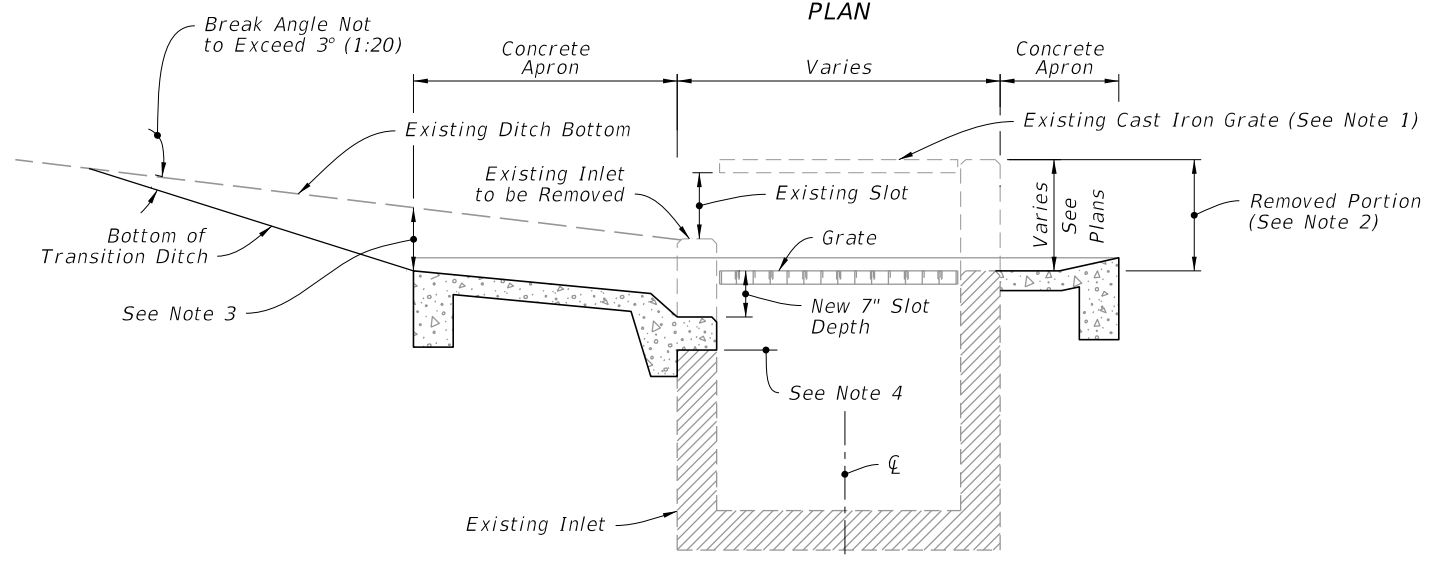 PLAN
Break Angle Not
to Exceed 3° (1:20)
Concrete
Apron
Varies
Concrete
Apron
Existing Ditch Bottom
Existing Cast Iron Grate (See Note 1)
Existing Inlet
to be Removed
Existing Slot
Varies
See
Plans
Removed Portion
(See Note 2)
Bottom of
Transition Ditch
Grate
See Note 3
New 7" Slot
Depth
See Note 4
℄
Existing Inlet